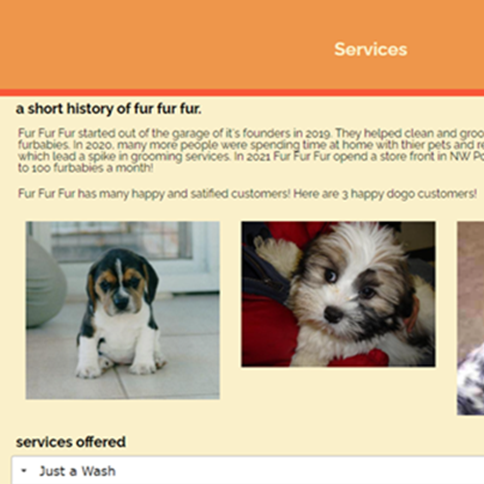 Services
a short history of fur fur fur.
Fur Fur Fur started out of the garage of it's founders in 2019. They helped clean and groo
furbabies. In 2020, many more people were spending time at home with thier pets and re
which lead a spike in grooming services. In 2021 Fur Fur Fur opend a store front in NW Po
to 100 furbabies a month!
Fur Fur Fur has many happy and satified customers! Here are 3 happy dogo customers!
services offered
Just a Wash